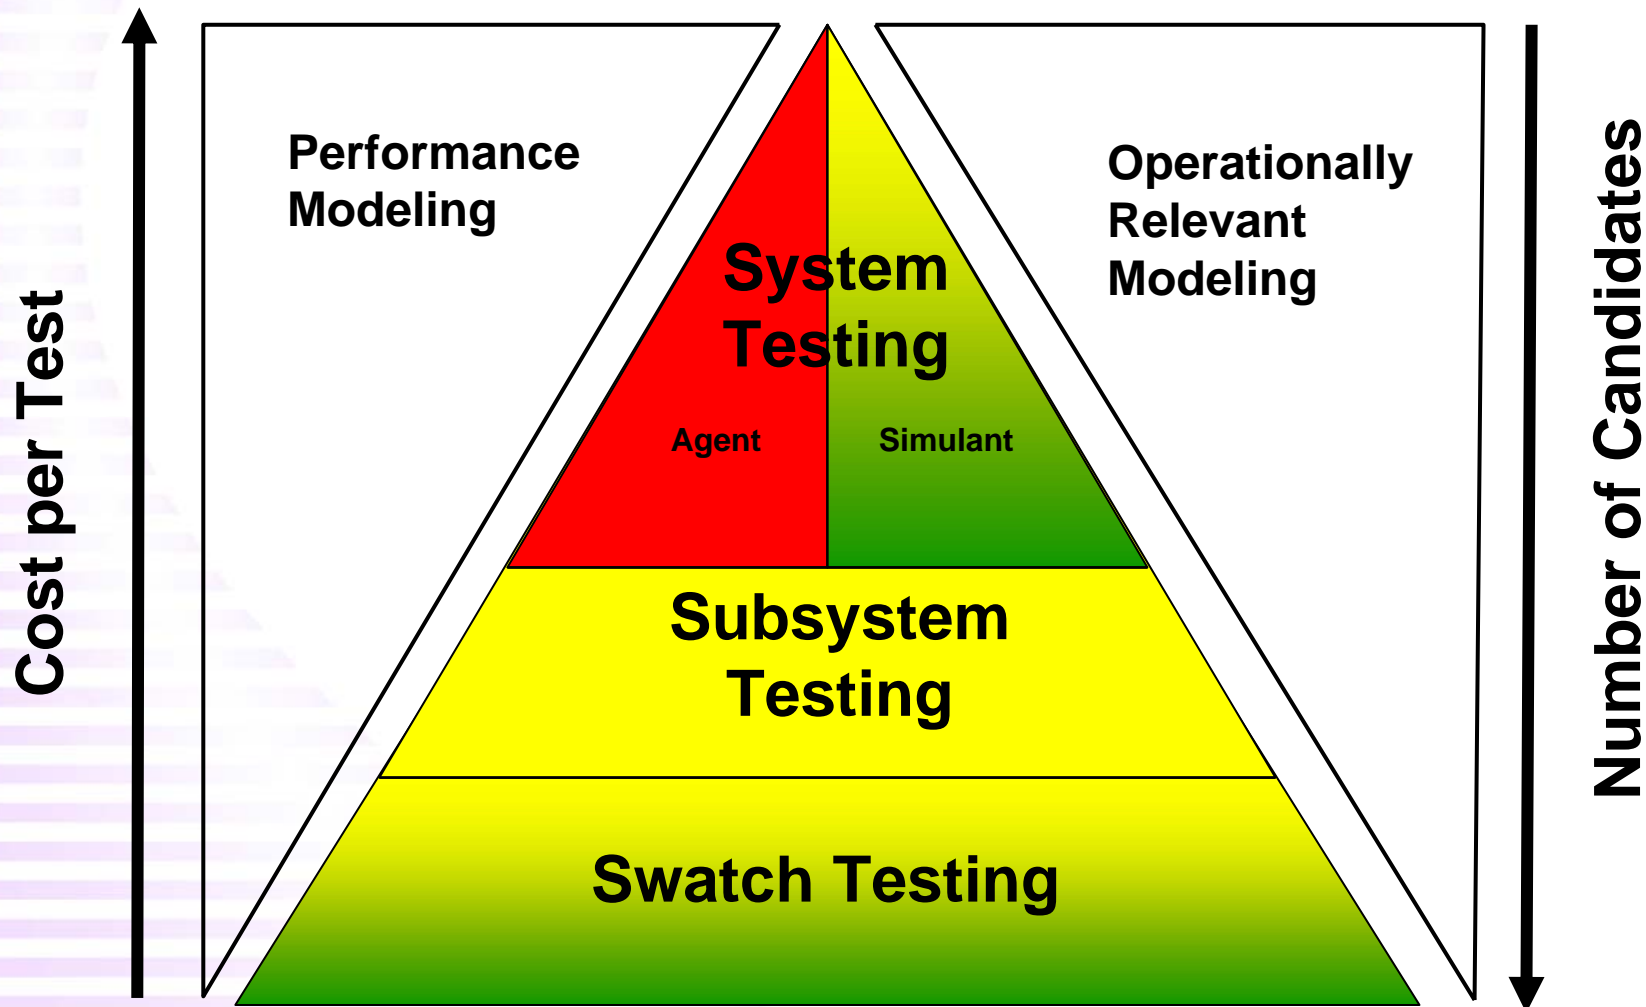 Cost per Test
Performance
Modeling
System
Testing
Agent
Simulant
Subsystem
Testing
Swatch Testing
Operationally
Relevant
Modeling
Number of Candidates